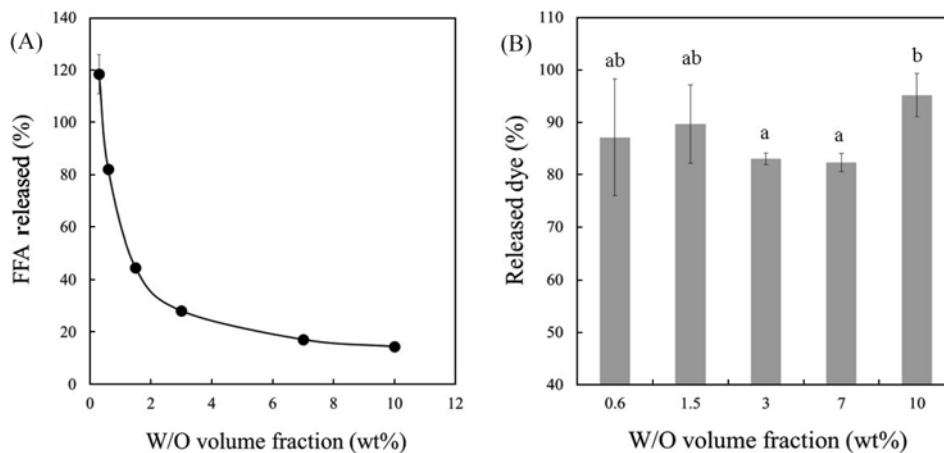 (A)
FFA released (%)
140
120
100
80
60
40
20
0
0 2 4 6 8 10 12
W/O volume fraction (wt%)
(B)
Released dye (%)
110
100
90
80
70
60
50
40
ab ab a a b
0.6 1.5 3 7 10
W/O volume fraction (wt%)